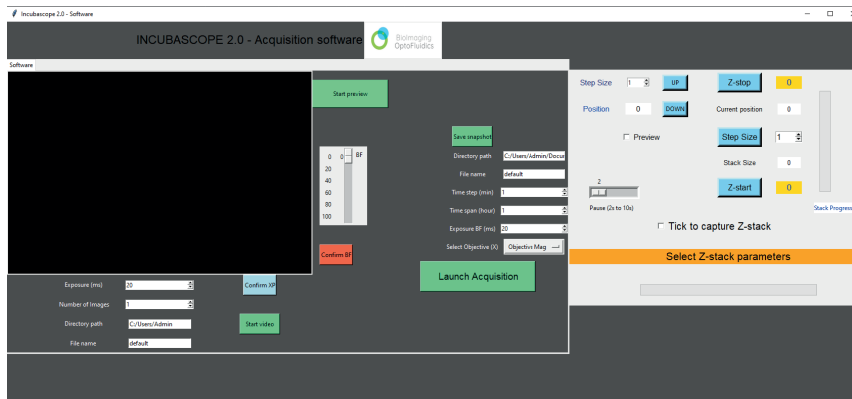 Incubascope 2.0 - Software
INCUBASCOPE 2.0 - Acquisition software
Bioimaging
OptoFluidics
Software
Start preview
0 0 BF
20
40
60
80
100
Confirm BF
Save snapshot
Directory path C:/Users/Admin/Docu
File name default
Time step (min) 1
Time span (hour) 1
Exposure BF (ms) 20
Select Objective (X) Objective Mag
Launch Acquisition
Exposure (ms) 20 Confirm XP
Number of Images 1
Directory path C:/Users/Admin Start video
File name default
Step Size 1 UP Z-stop 0
Position 0 DOWN Current position 0
Preview Step Size 1
Stack Size 0
2 Z-start 0
Pause (2s to 10s) Stack Progress
Tick to capture Z-stack
Select Z-stack parameters